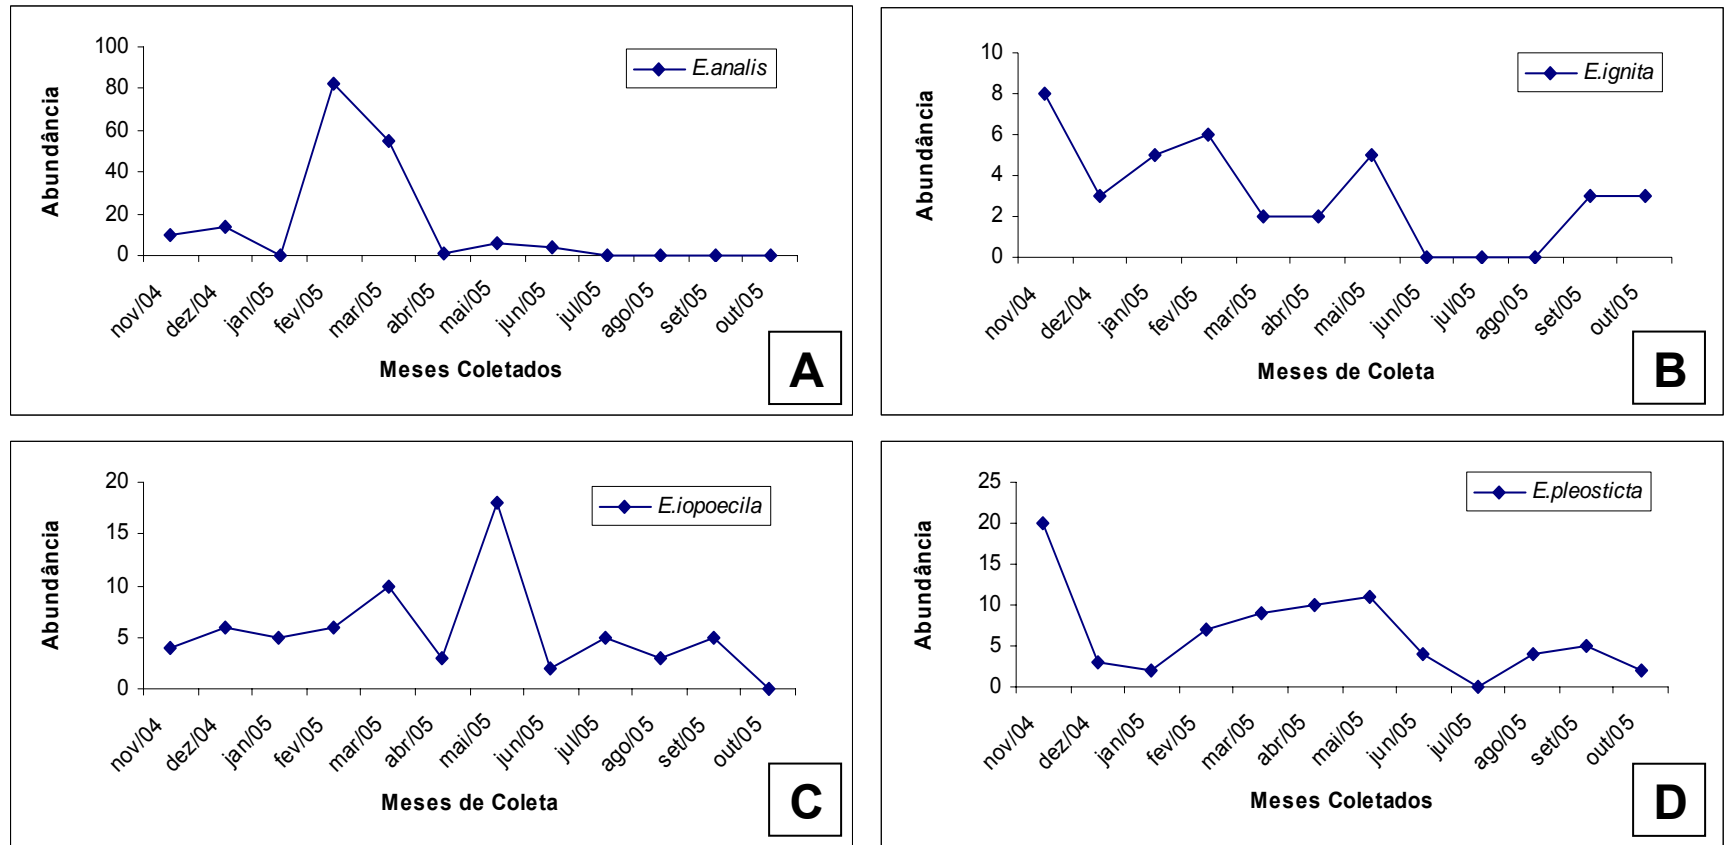 100
80
60
40
20
0
Abundância
E.analis
nov/04
dez/04
jan/05
fev/05
mar/05
abr/05
mai/05
jun/05
jul/05
ago/05
set/05
out/05
Meses Coletados
A
10
8
6
4
2
0
Abundância
E.ignita
nov/04
dez/04
jan/05
fev/05
mar/05
abr/05
mai/05
jun/05
jul/05
ago/05
set/05
out/05
Meses de Coleta
B
20
15
10
5
0
Abundância
E.iopoecila
nov/04
dez/04
jan/05
fev/05
mar/05
abr/05
mai/05
jun/05
jul/05
ago/05
set/05
out/05
Meses de Coleta
C
25
20
15
10
5
0
Abundância
E.pleosticta
nov/04
dez/04
jan/05
fev/05
mar/05
abr/05
mai/05
jun/05
jul/05
ago/05
set/05
out/05
Meses Coletados
D